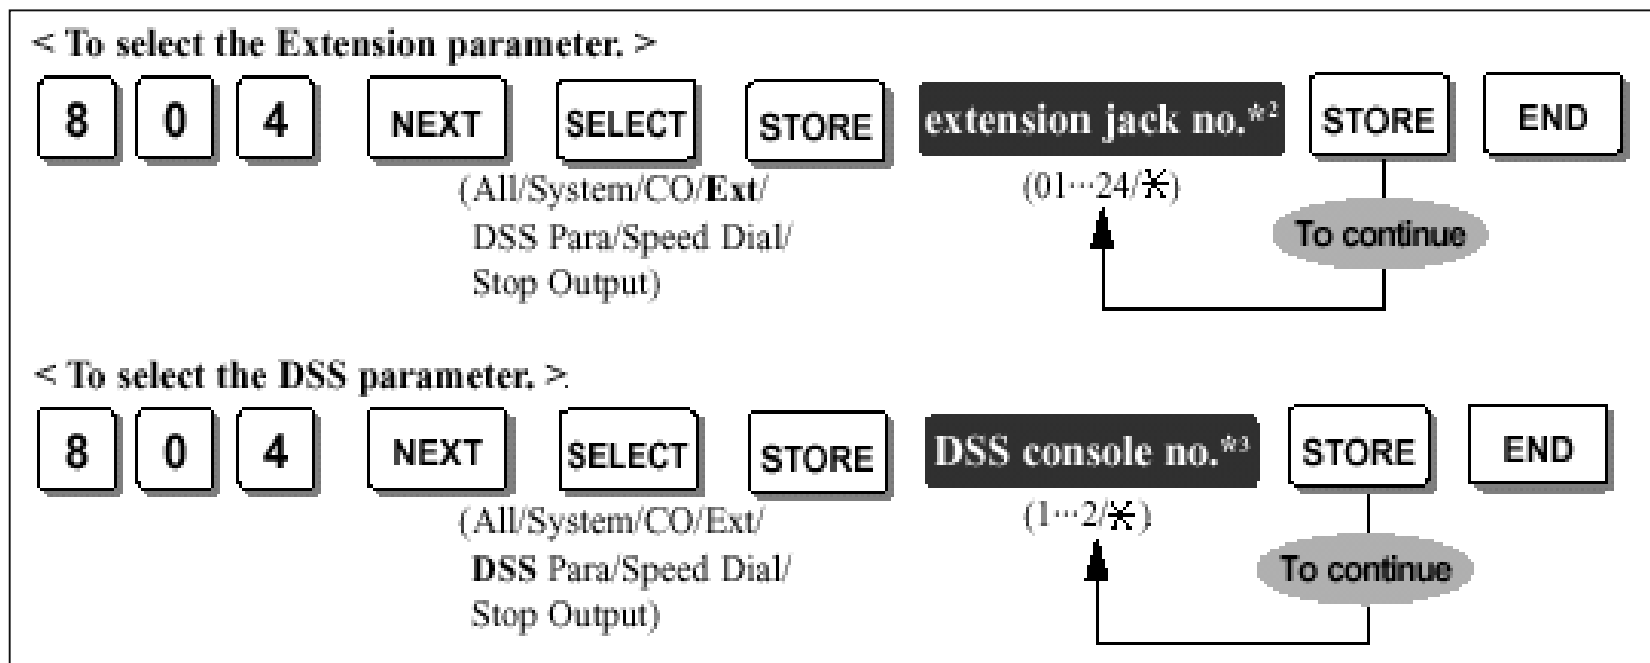 < To select the Extension parameter. >
8 0 4 NEXT SELECT STORE extension jack no.*2 STORE END
(All/System/CO/Ext/ (01···24/✳)
DSS Para/Speed Dial/ To continue
Stop Output)
< To select the DSS parameter. >
8 0 4 NEXT SELECT STORE DSS console no.*3 STORE END
(All/System/CO/Ext/ (1···2/✳)
DSS Para/Speed Dial/ To continue
Stop Output)